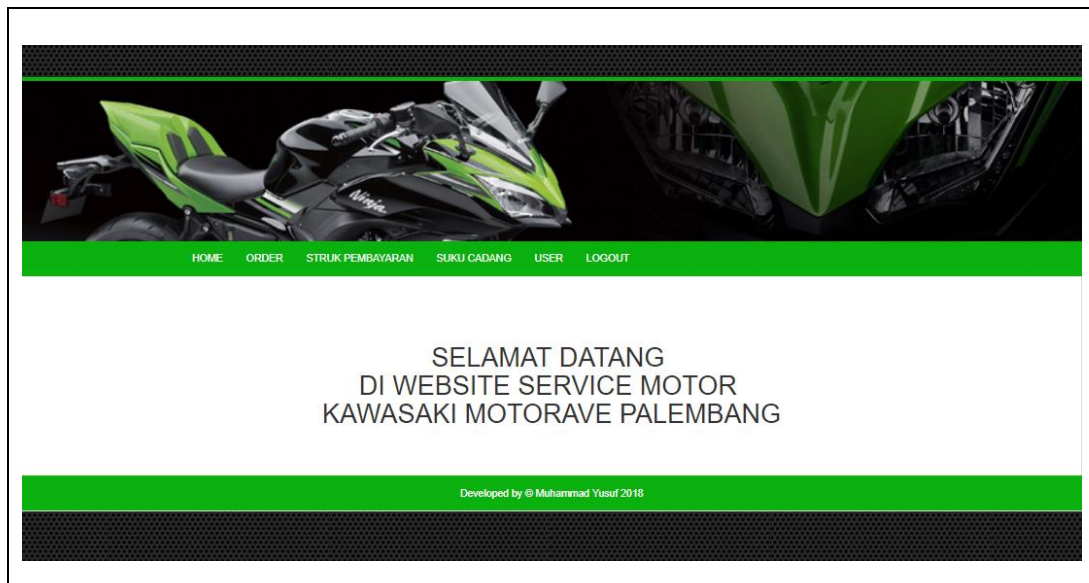 Ninja
HOME ORDER STRUK PEMBAYARAN SUKU CADANG USER LOGOUT
SELAMAT DATANG
DI WEBSITE SERVICE MOTOR
KAWASAKI MOTORAVE PALEMBANG
Developed by © Muhammad Yusuf 2018